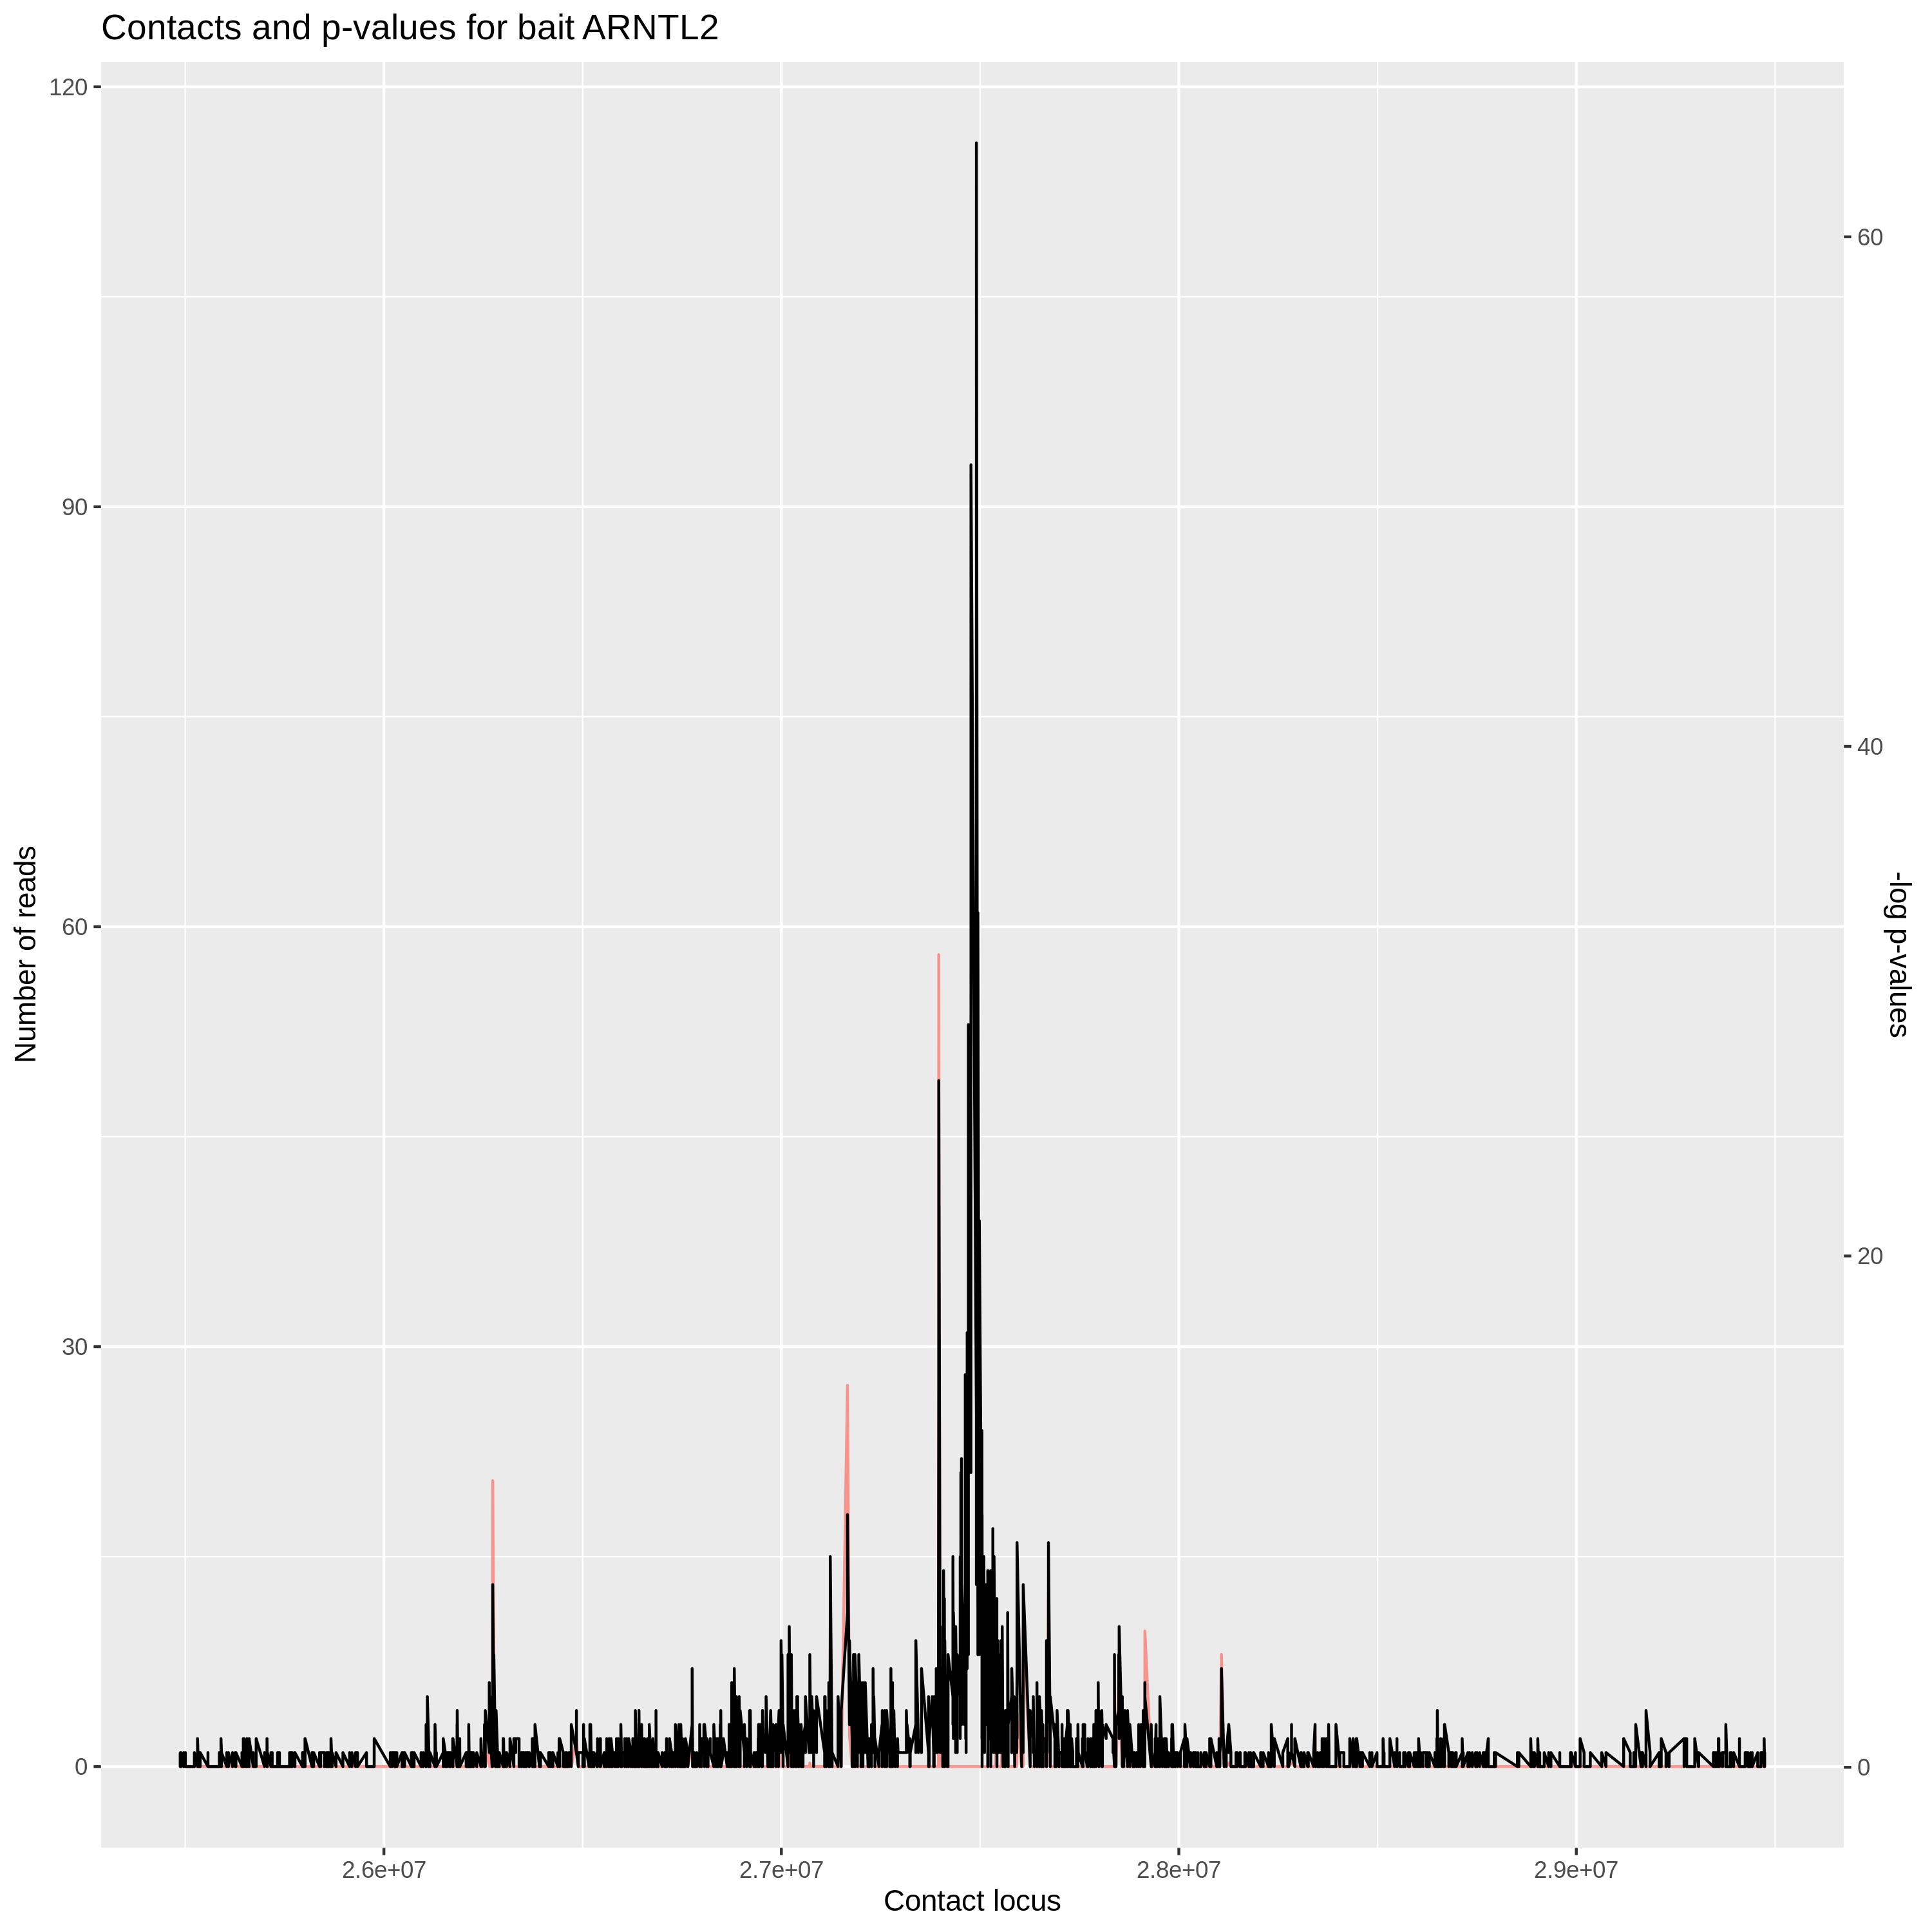 Contacts and p-values for bait ARNTL2
120
90
60
30
0
Number of reads
60
40
20
0
-log p-values
2.6e+07
2.7e+07
2.8e+07
2.9e+07
Contact locus